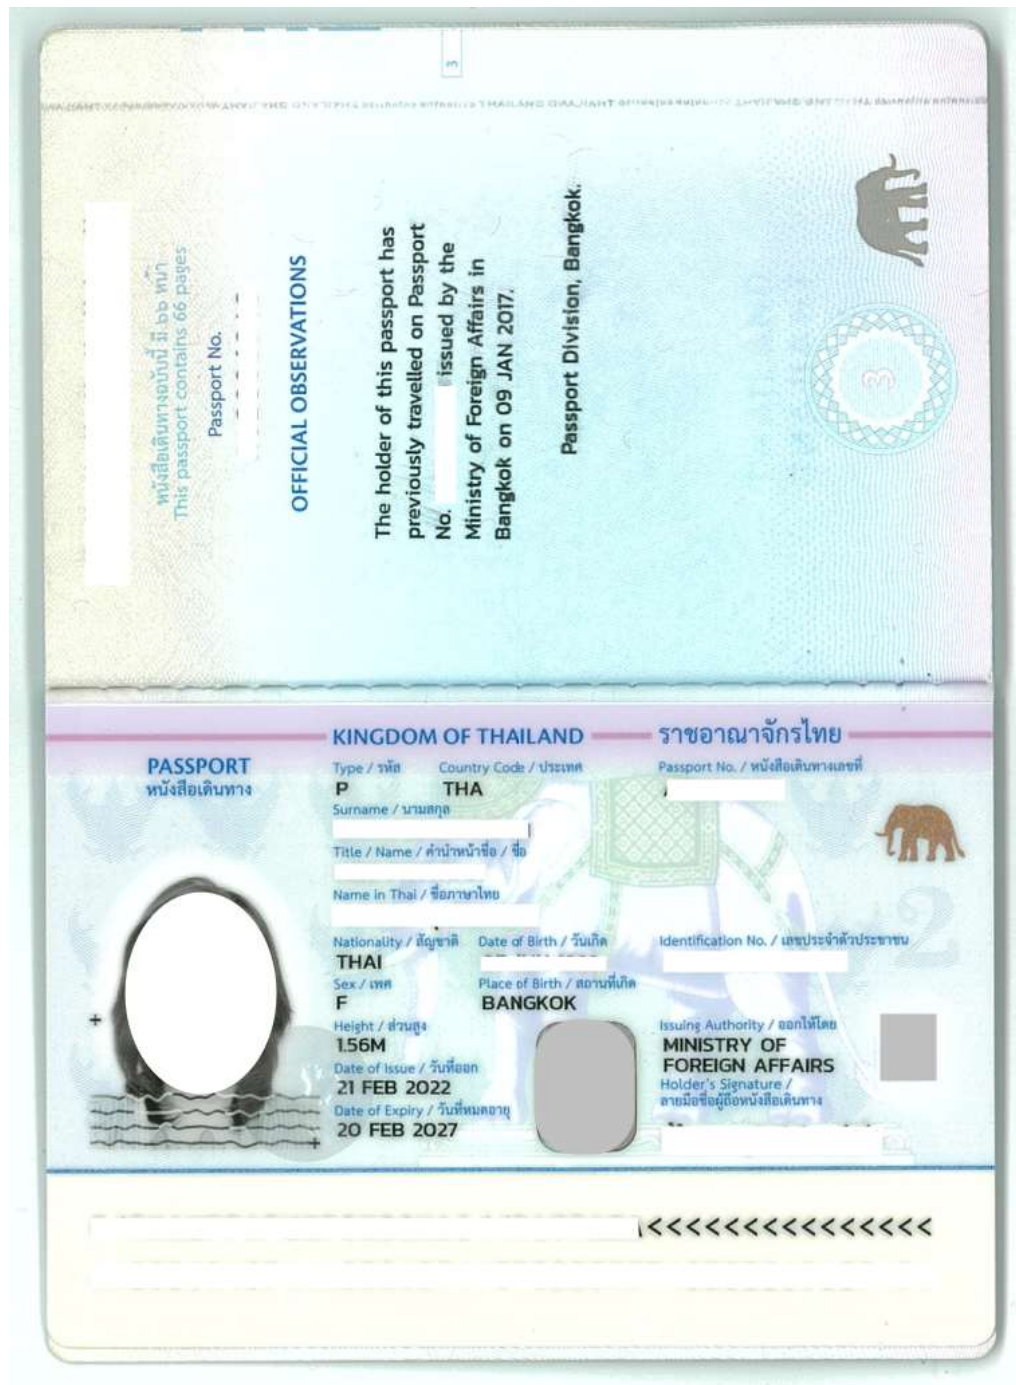 3
หนังสือเดินทางฉบับนี้ มี ๖๖ หน้า
This passport contains 66 pages
Passport No.
OFFICIAL OBSERVATIONS
The holder of this passport has
previously travelled on Passport
No. issued by the
Ministry of Foreign Affairs in
Bangkok on 09 JAN 2017.
Passport Division, Bangkok.
3
KINGDOM OF THAILAND
ราชอาณาจักรไทย
PASSPORT
หนังสือเดินทาง
Type / รหัส
Country Code / ประเทศ
Passport No. / หนังสือเดินทางเลขที่
P
THA
Surname / นามสกุล
Title / Name / คำนำหน้าชื่อ / ชื่อ
Name in Thai / ชื่อภาษาไทย
Nationality / สัญชาติ
Date of Birth / วันเกิด
Identification No. / เลขประจำตัวประชาชน
THAI
Sex / เพศ
Place of Birth / สถานที่เกิด
F
BANGKOK
Height / ส่วนสูง
1.56M
Issuing Authority / ออกให้โดย
MINISTRY OF
FOREIGN AFFAIRS
Date of Issue / วันที่ออก
21 FEB 2022
Holder's Signature /
ลายมือชื่อผู้ถือหนังสือเดินทาง
Date of Expiry / วันที่หมดอายุ
20 FEB 2027
2
<<<<<<<<<<<<<<<